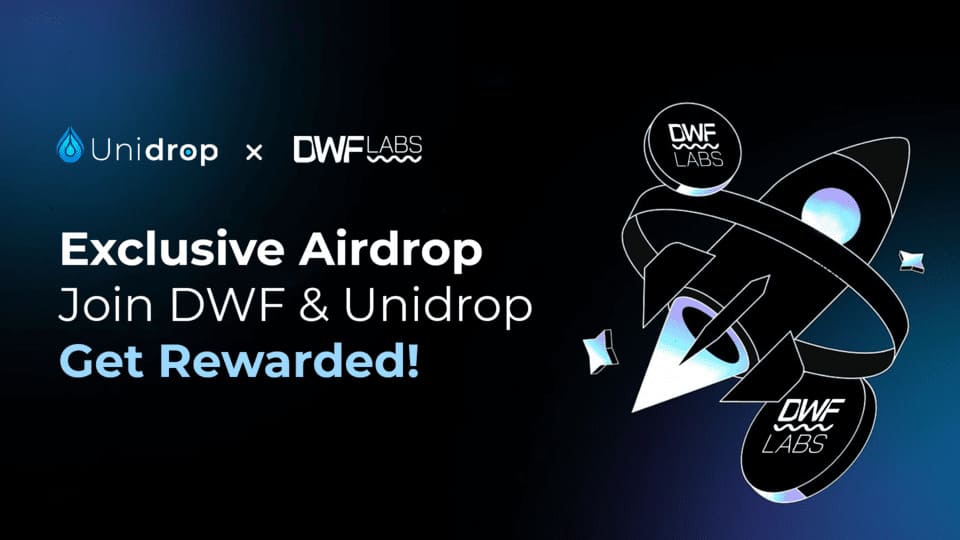 Unidrop x DWF LABS
Exclusive Airdrop
Join DWF & Unidrop
Get Rewarded!
DWF
LABS
DWF
LABS